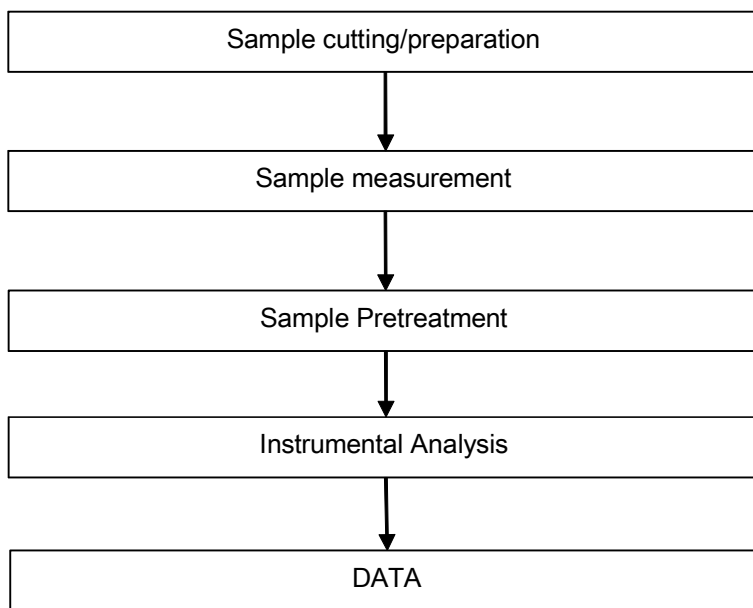 Sample cutting/preparation
Sample measurement
Sample Pretreatment
Instrumental Analysis
DATA